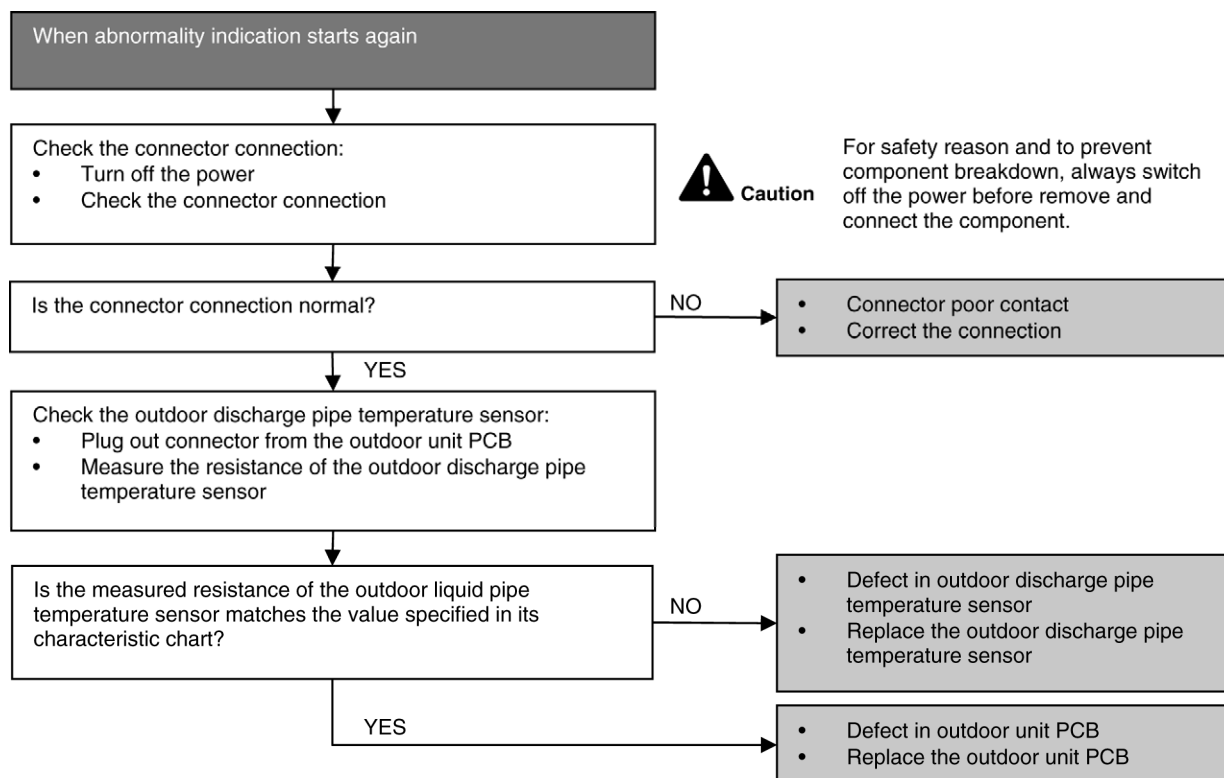 When abnormality indication starts again
Check the connector connection:
• Turn off the power
• Check the connector connection
Caution
For safety reason and to prevent
component breakdown, always switch
off the power before remove and
connect the component.
Is the connector connection normal?
NO
• Connector poor contact
• Correct the connection
YES
Check the outdoor discharge pipe temperature sensor:
• Plug out connector from the outdoor unit PCB
• Measure the resistance of the outdoor discharge pipe
temperature sensor
Is the measured resistance of the outdoor liquid pipe
temperature sensor matches the value specified in its
characteristic chart?
NO
• Defect in outdoor discharge pipe
temperature sensor
• Replace the outdoor discharge pipe
temperature sensor
YES
• Defect in outdoor unit PCB
• Replace the outdoor unit PCB